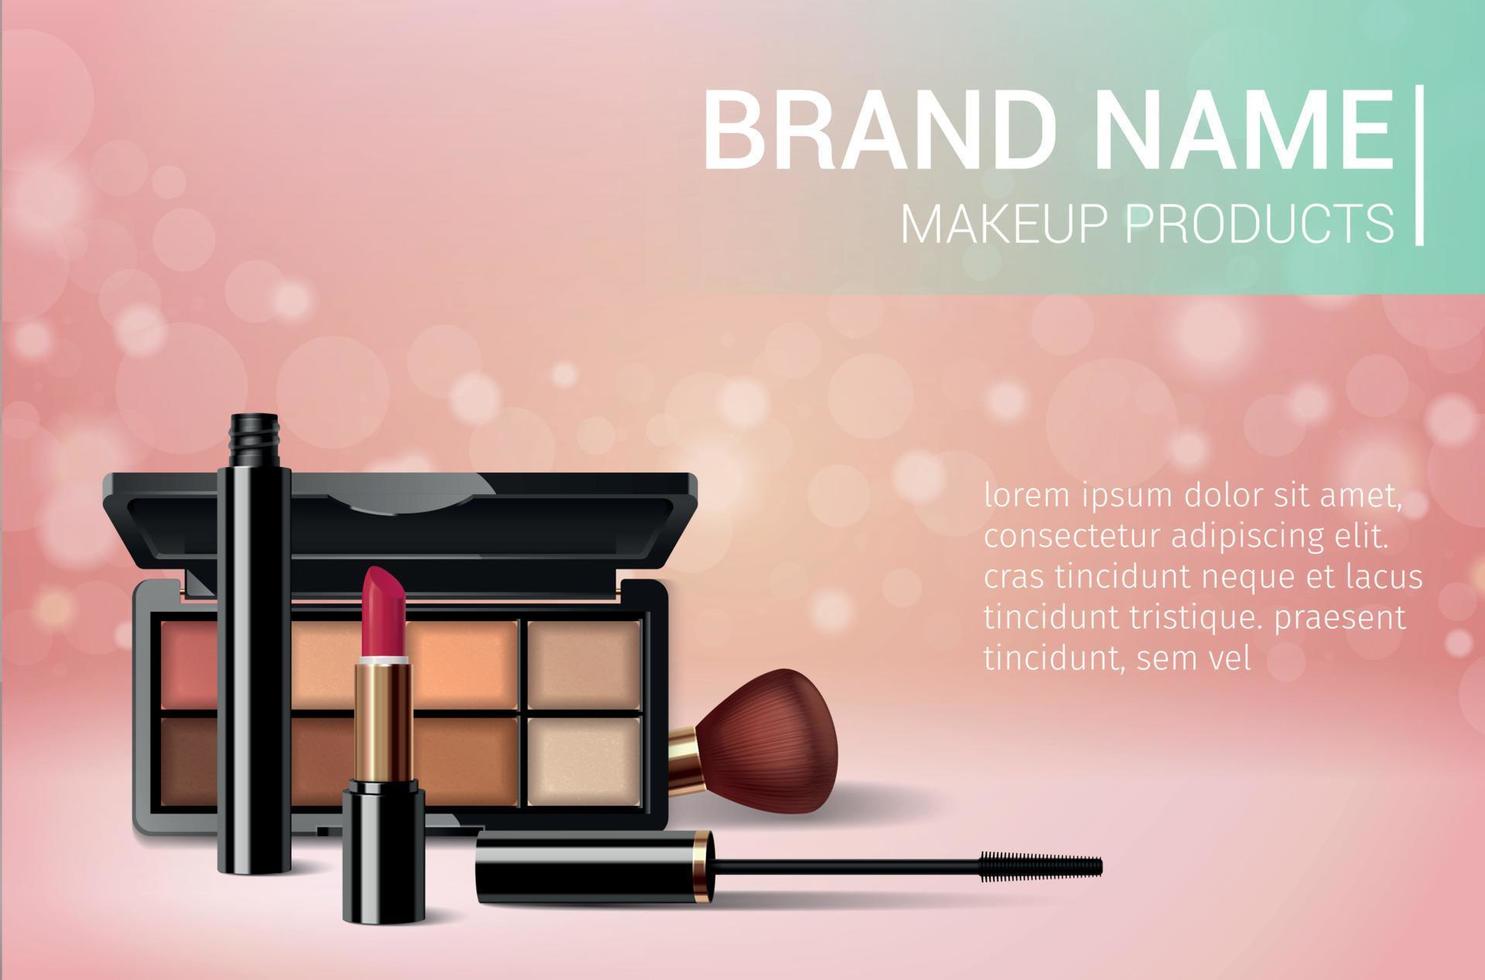 BRAND NAME
MAKEUP PRODUCTS
lorem ipsum dolor sit amet,
consectetur adipiscing elit.
cras tincidunt neque et lacus
tincidunt tristique. praesent
tincidunt, sem vel